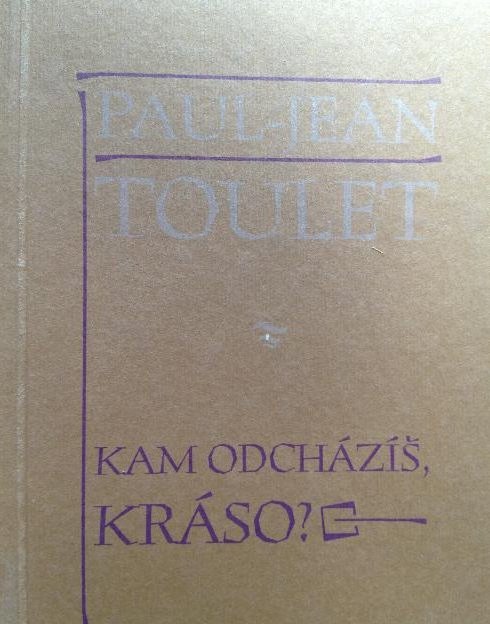 PAUL-JEAN
TOULET
KAM ODCHÁZÍŠ,
KRÁSO?